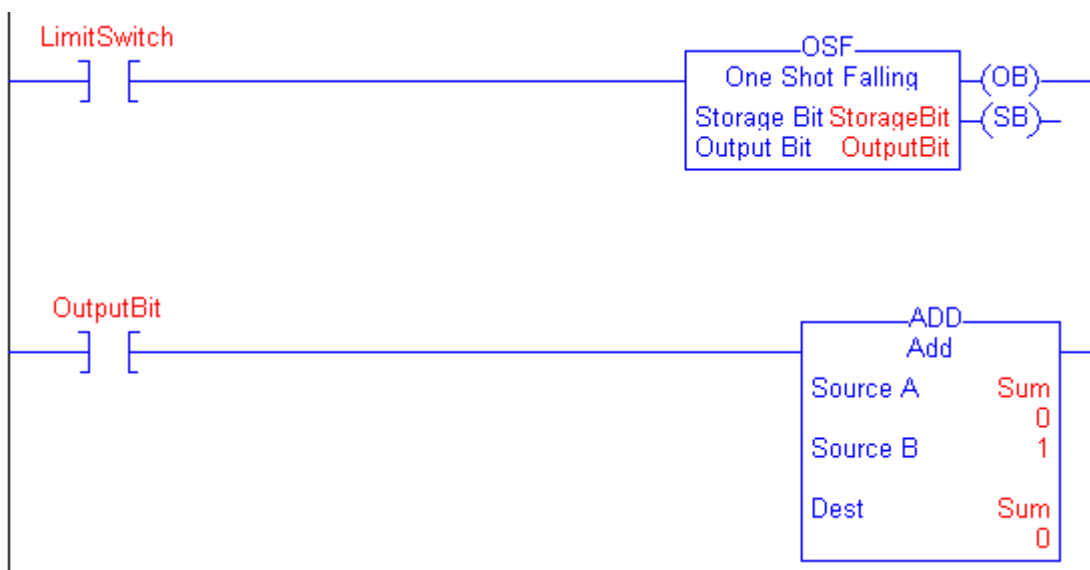 LimitSwitch
OSF
One Shot Falling
(OB)
Storage Bit StorageBit
(SB)
Output Bit OutputBit
OutputBit
ADD
Add
Source A Sum
0
Source B 1
Dest Sum
0